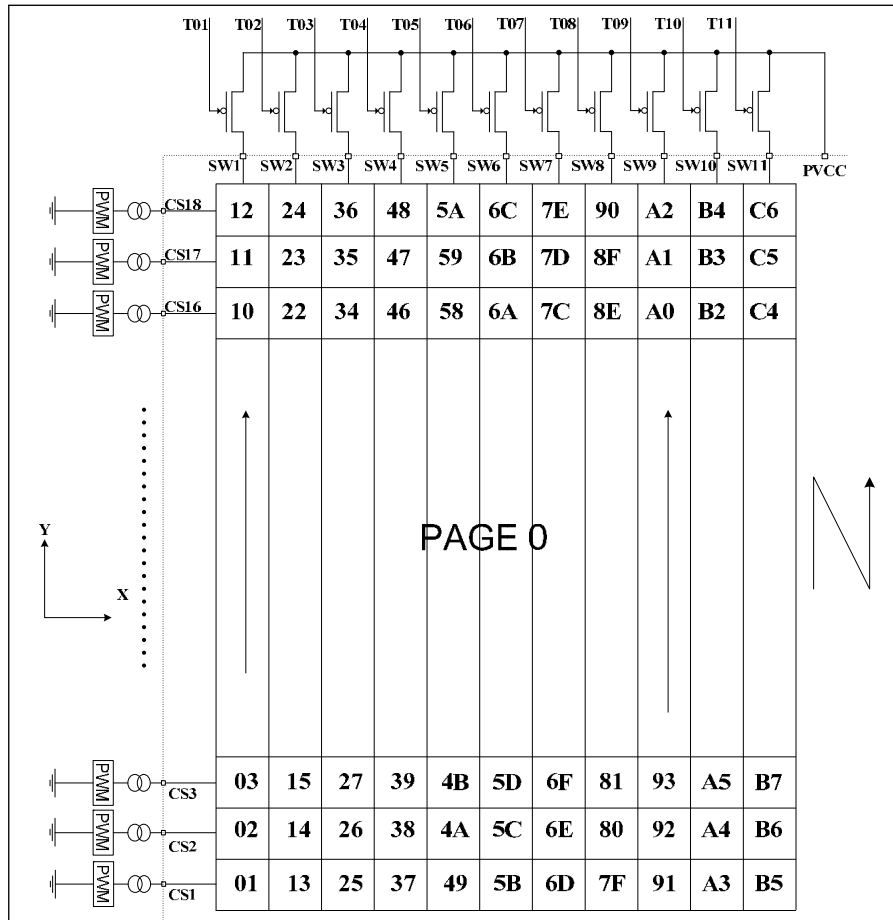 T01 T02 T03 T04 T05 T06 T07 T08 T09 T10 T11
SW1 SW2 SW3 SW4 SW5 SW6 SW7 SW8 SW9 SW10 SW11 PVCC
PWM CS18 12 24 36 48 5A 6C 7E 90 A2 B4 C6
PWM CS17 11 23 35 47 59 6B 7D 8F A1 B3 C5
PWM CS16 10 22 34 46 58 6A 7C 8E A0 B2 C4
PAGE 0
Y
X
PWM CS3 03 15 27 39 4B 5D 6F 81 93 A5 B7
PWM CS2 02 14 26 38 4A 5C 6E 80 92 A4 B6
PWM CS1 01 13 25 37 49 5B 6D 7F 91 A3 B5